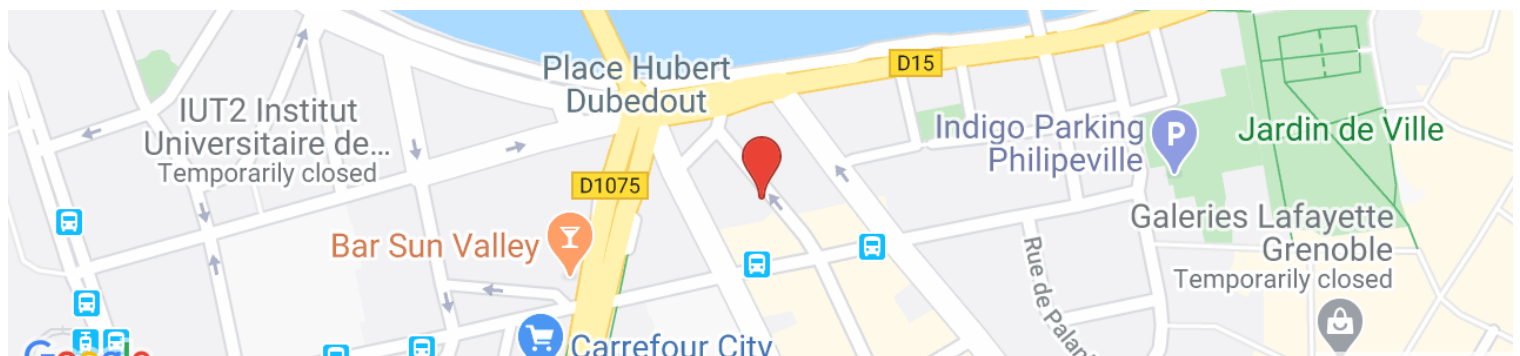 Place Hubert
Dubedout
D15
IUT2 Institut
Universitaire de...
Temporarily closed
Indigo Parking
Philipeville
P
Jardin de Ville
D1075
Bar Sun Valley
Galeries Lafayette
Grenoble
Temporarily closed
Rue de Palan
Carrefour City
Google